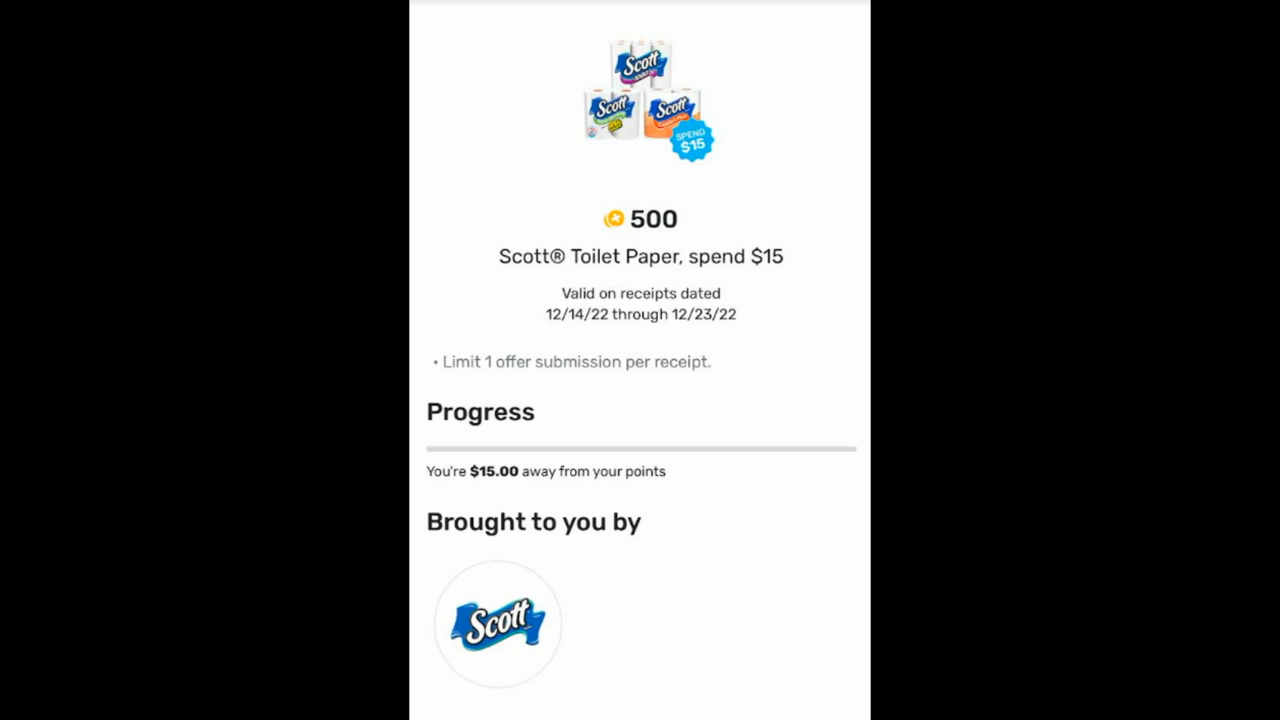 Scott
1000
Scott
Scott
SPEND
$15
500
Scott® Toilet Paper, spend $15
Valid on receipts dated
12/14/22 through 12/23/22
• Limit 1 offer submission per receipt.
Progress
You're $15.00 away from your points
Brought to you by
Scott